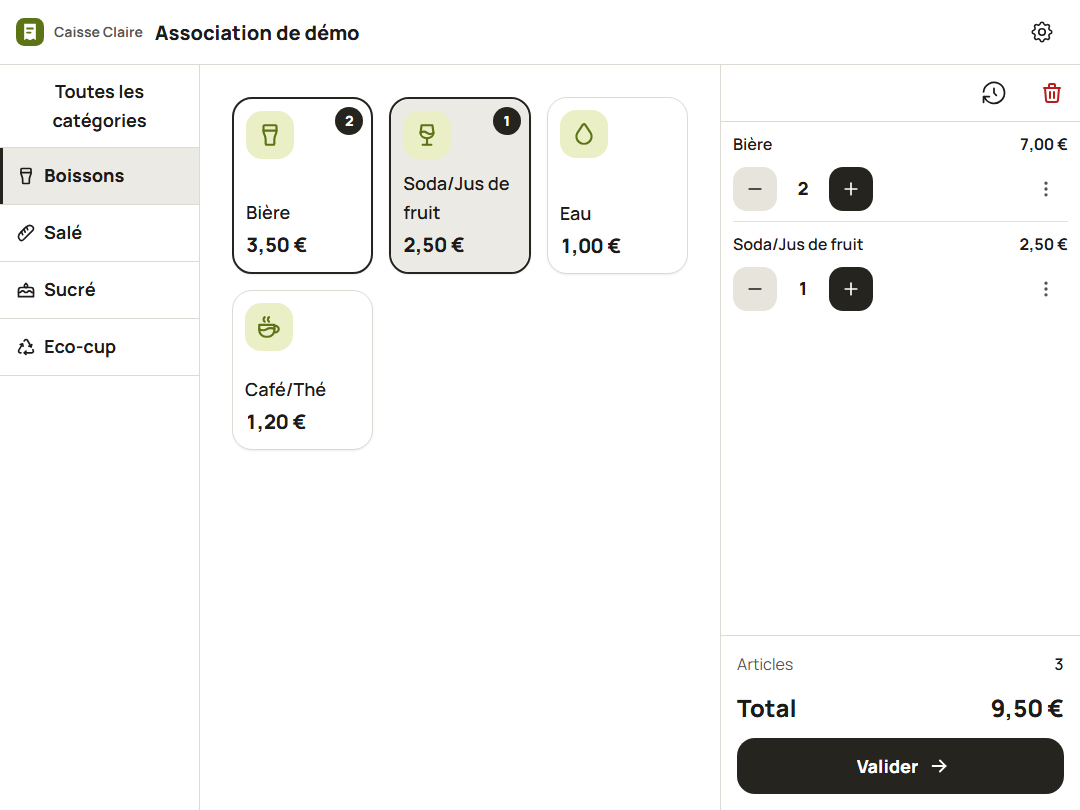 Caisse Claire
Association de démo
Toutes les
catégories
Boissons
Salé
Sucré
Eco-cup
2
Bière
3,50 €
1
Soda/Jus de
fruit
2,50 €
Eau
1,00 €
Café/Thé
1,20 €
Bière 7,00 €
2
Soda/Jus de fruit 2,50 €
1
Articles 3
Total 9,50 €
Valider